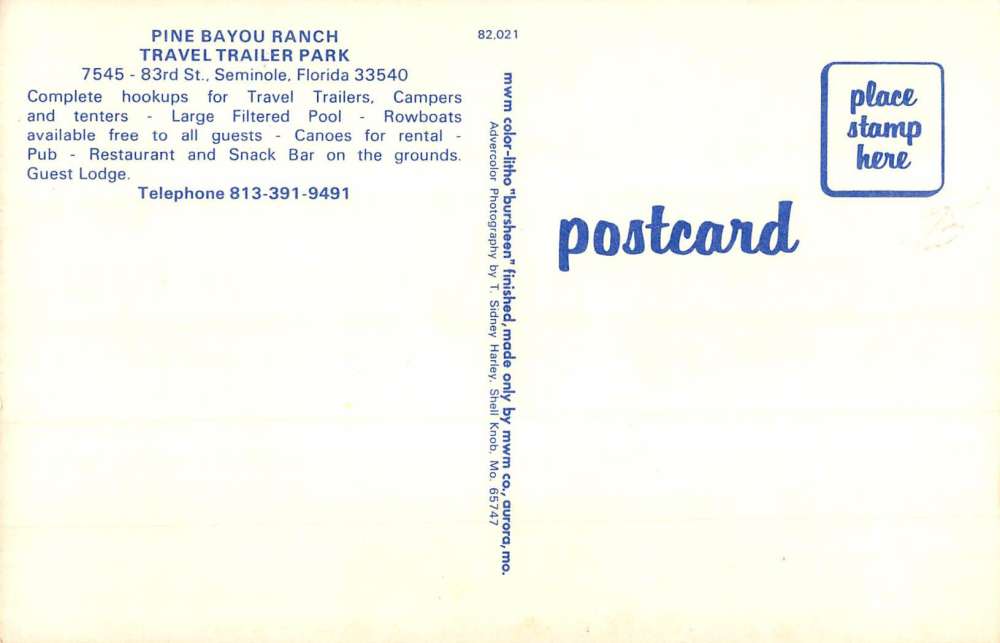 PINE BAYOU RANCH
TRAVEL TRAILER PARK
7545 - 83rd St., Seminole, Florida 33540
Complete hookups for Travel Trailers, Campers
and tenters - Large Filtered Pool - Rowboats
available free to all guests - Canoes for rental -
Pub - Restaurant and Snack Bar on the grounds.
Guest Lodge.
Telephone 813-391-9491
82,021
mwm color-litho "bursheen" finished, made only by mwm co., aurora, mo.
Advercolor Photography by T. Sidney Harley, Shell Knob, Mo. 65747
place
stamp
here
postcard